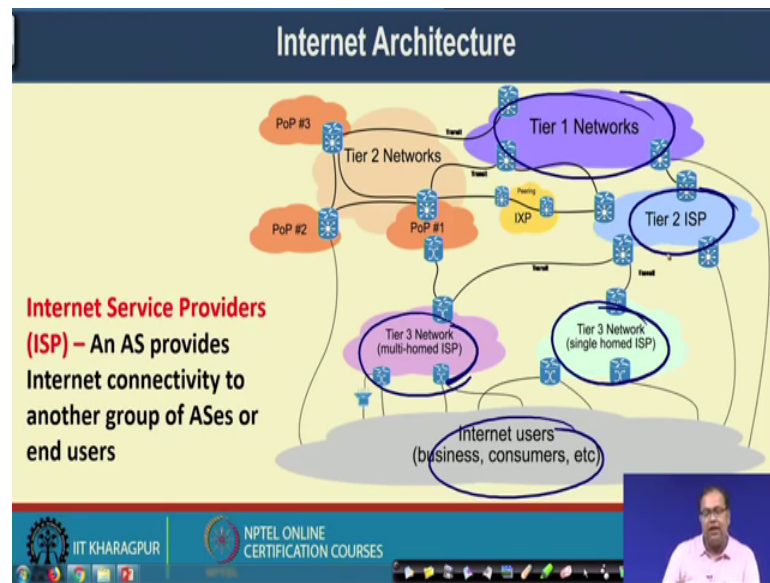 Internet Architecture
PoP #3
Transit
Tier 1 Networks
Tier 2 Networks
Transit
Transit
Peering
IXP
Tier 2 ISP
PoP #2
PoP #1
Transit
Transit
Internet Service Providers
(ISP) – An AS provides
Internet connectivity to
another group of ASes or
end users
Tier 3 Network
(multi-homed ISP)
Tier 3 Network
(single homed ISP)
Internet users
(business, consumers, etc)
IIT KHARAGPUR
NPTEL ONLINE
CERTIFICATION COURSES